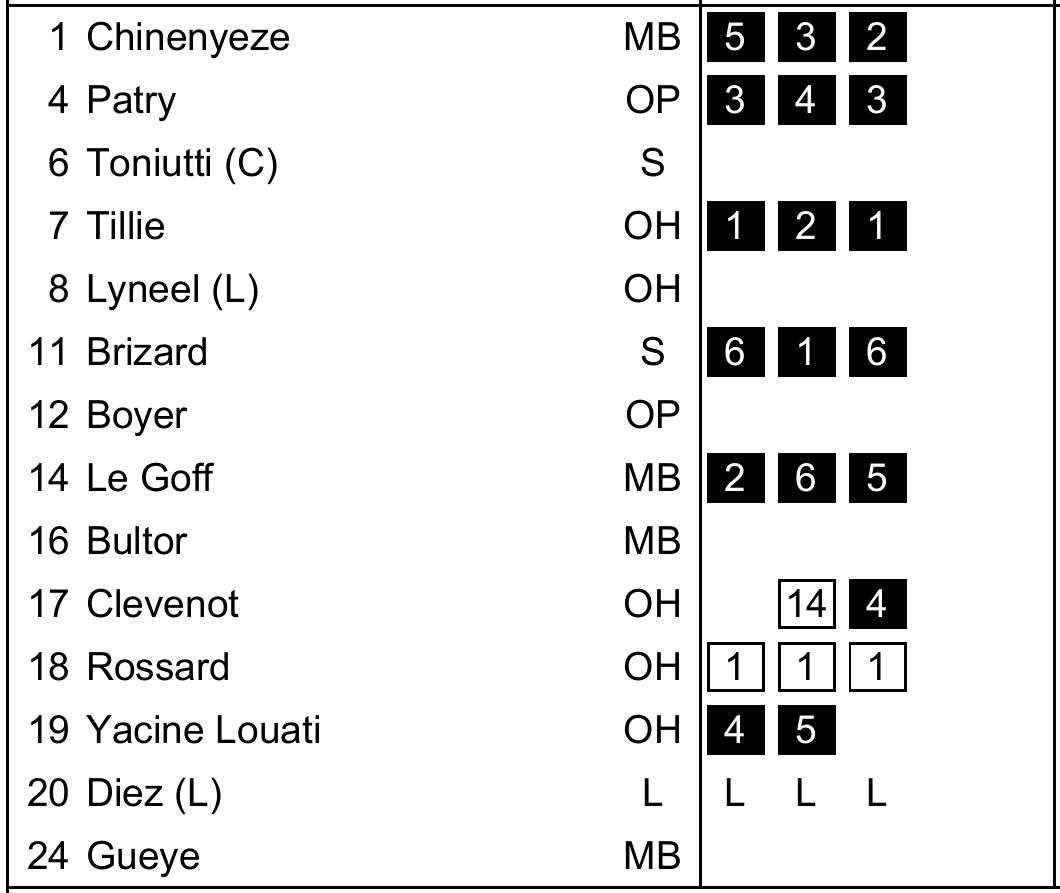 1 Chinenyeze MB 5 3 2
4 Patry OP 3 4 3
6 Toniutti (C) S
7 Tillie OH 1 2 1
8 Lyneel (L) OH
11 Brizard S 6 1 6
12 Boyer OP
14 Le Goff MB 2 6 5
16 Bultor MB
17 Clevenot OH 14 4
18 Rossard OH 1 1 1
19 Yacine Louati OH 4 5
20 Diez (L) L L L L
24 Gueye MB